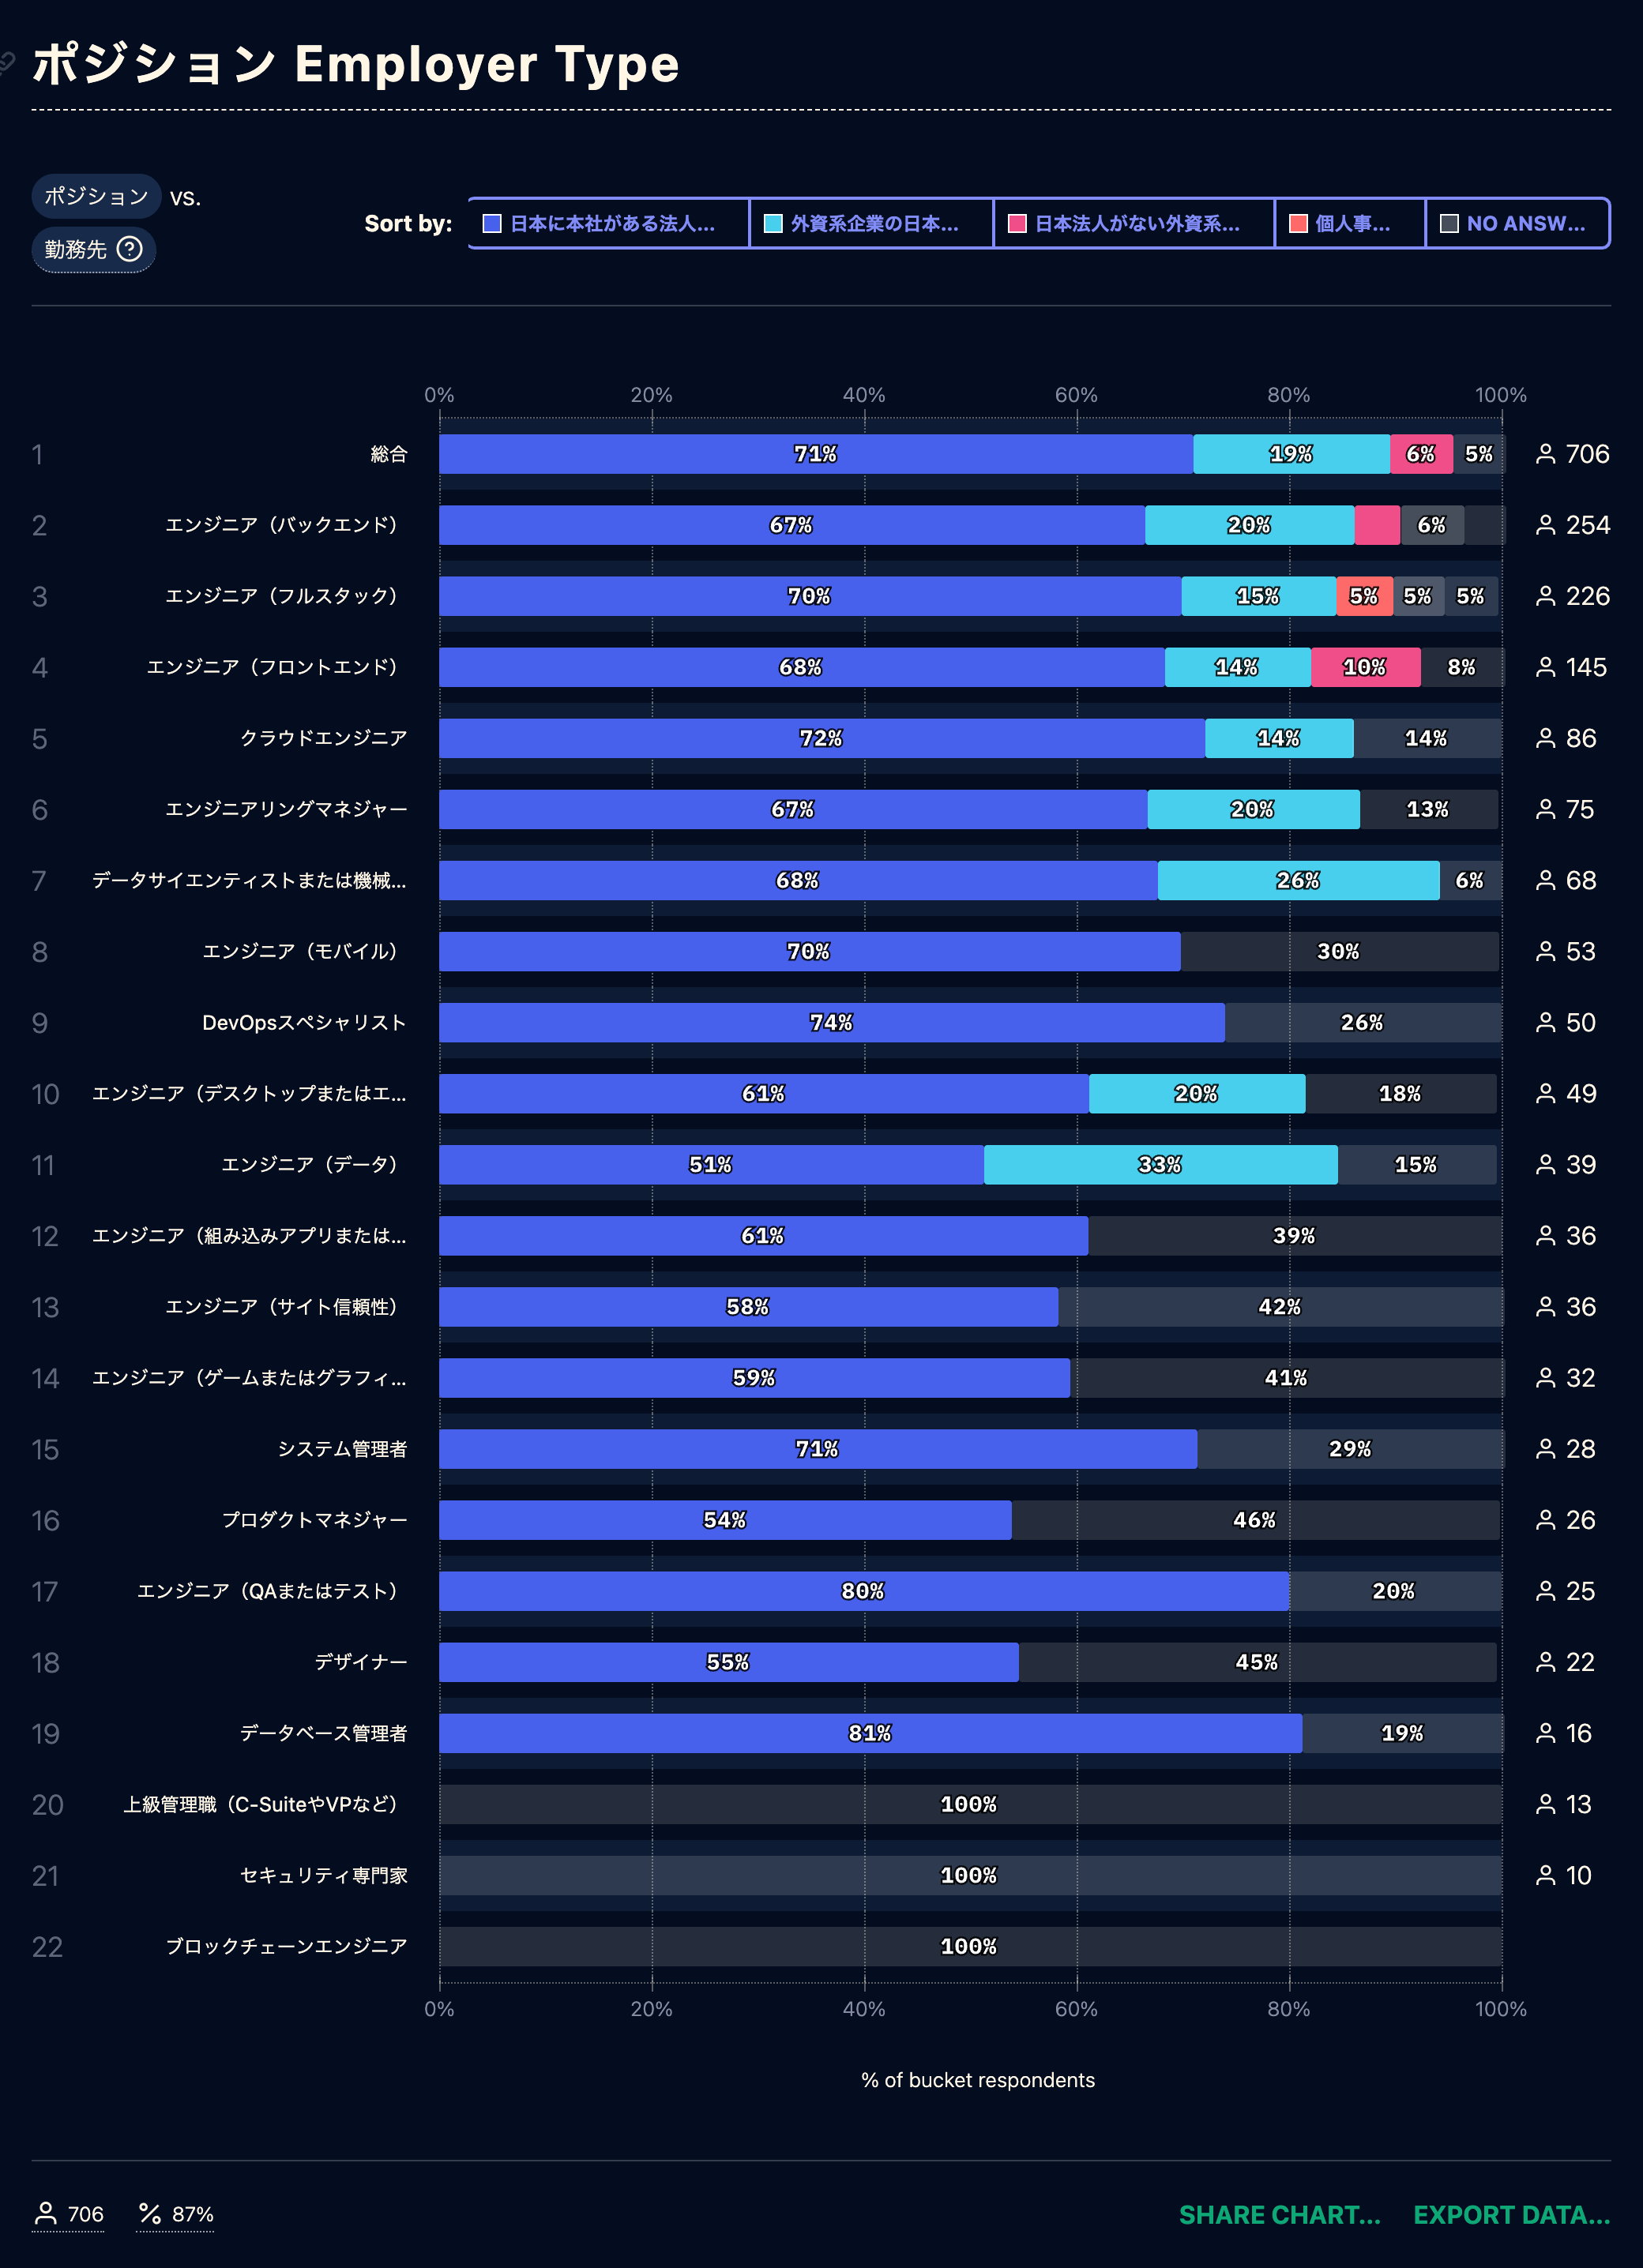 ポジション Employer Type
ポジション vs.
勤務先
Sort by: 日本に本社がある法人... 外資系企業の日本... 日本法人がない外資系... 個人事... NO ANSW...
0% 20% 40% 60% 80% 100%
1 総合 71% 19% 6% 5% 706
2 エンジニア（バックエンド） 67% 20% 6% 254
3 エンジニア（フルスタック） 70% 15% 5% 5% 5% 226
4 エンジニア（フロントエンド） 68% 14% 10% 8% 145
5 クラウドエンジニア 72% 14% 14% 86
6 エンジニアリングマネジャー 67% 20% 13% 75
7 データサイエンティストまたは機械... 68% 26% 6% 68
8 エンジニア（モバイル） 70% 30% 53
9 DevOpsスペシャリスト 74% 26% 50
10 エンジニア（デスクトップまたはエ... 61% 20% 18% 49
11 エンジニア（データ） 51% 33% 15% 39
12 エンジニア（組み込みアプリまたは... 61% 39% 36
13 エンジニア（サイト信頼性） 58% 42% 36
14 エンジニア（ゲームまたはグラフィ... 59% 41% 32
15 システム管理者 71% 29% 28
16 プロダクトマネジャー 54% 46% 26
17 エンジニア（QAまたはテスト） 80% 20% 25
18 デザイナー 55% 45% 22
19 データベース管理者 81% 19% 16
20 上級管理職（C-SuiteやVPなど） 100% 13
21 セキュリティ専門家 100% 10
22 ブロックチェーンエンジニア 100%
0% 20% 40% 60% 80% 100%
% of bucket respondents
706 87% SHARE CHART... EXPORT DATA...